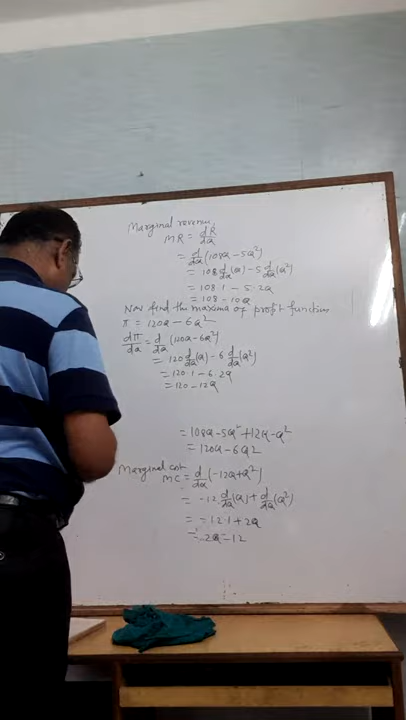 Marginal revenue,
MR = dR/dQ
= d/dQ (108Q - 5Q²)
= 108 d/dQ (Q) - 5 d/dQ (Q²)
= 108.1 - 5.2Q
= 108 - 10Q
Now find the maxima of profit function
π = 120Q - 6Q²
dπ/dQ = d/dQ (120Q - 6Q²)
= 120 d/dQ (Q) - 6 d/dQ (Q²)
= 120.1 - 6.2Q
= 120 - 12Q
= 108Q - 5Q² + 12Q - Q²
= 120Q - 6Q2
Marginal cost
MC = d/dQ (-12Q + Q²)
= -12 d/dQ (Q) + d/dQ (Q²)
= -12.1 + 2Q
= 2Q - 12